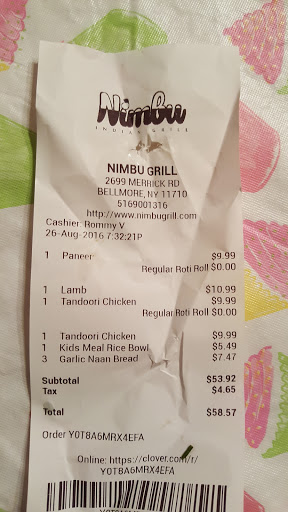 Nimbu
INDIAN GRILL
NIMBU GRILL
2699 MERRICK RD
BELLMORE, NY 11710
5169001316
http://www.nimbugrill.com
Cashier: Rommy V
26-Aug-2016 7:32:21P
1 Paneer $9.99
Regular Roti Roll $0.00
1 Lamb $10.99
1 Tandoori Chicken $9.99
Regular Roti Roll $0.00
1 Tandoori Chicken $9.99
1 Kids Meal Rice Bowl $5.49
3 Garlic Naan Bread $7.47
Subtotal $53.92
Tax $4.65
Total $58.57
Order Y0T8A6MRX4EFA
Online: https://clover.com/r/
Y0T8A6MRX4EFA
Y0T8A6MRX4EFA